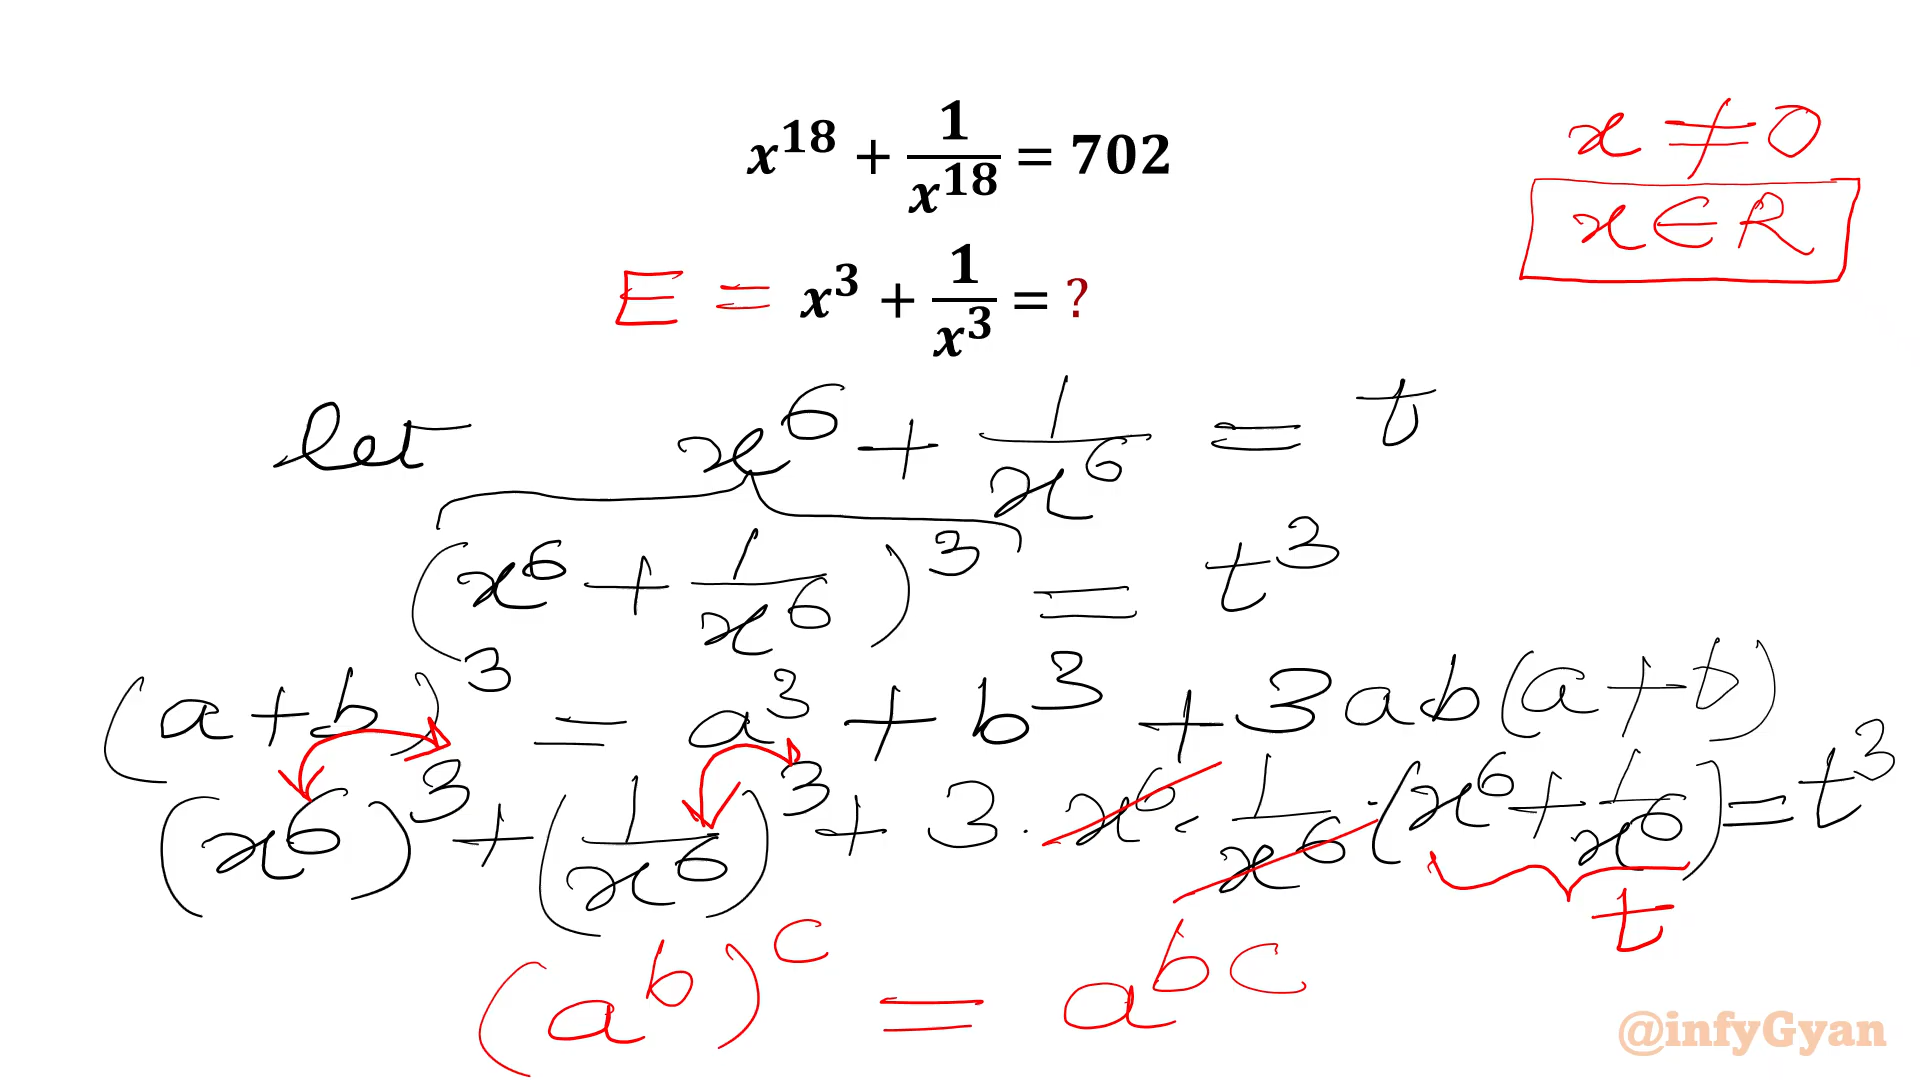 x^18 + 1/x^18 = 702
x ≠ 0
x ∈ R
E = x^3 + 1/x^3 = ?
let x^6 + 1/x^6 = t
(x^6 + 1/x^6)^3 = t^3
(a+b)^3 = a^3 + b^3 + 3ab(a+b)
(x^6)^3 + (1/x^6)^3 + 3 · x^6 · 1/x^6 · (x^6 + 1/x^6) = t^3
t
(a^b)^c = a^bc
@infyGyan